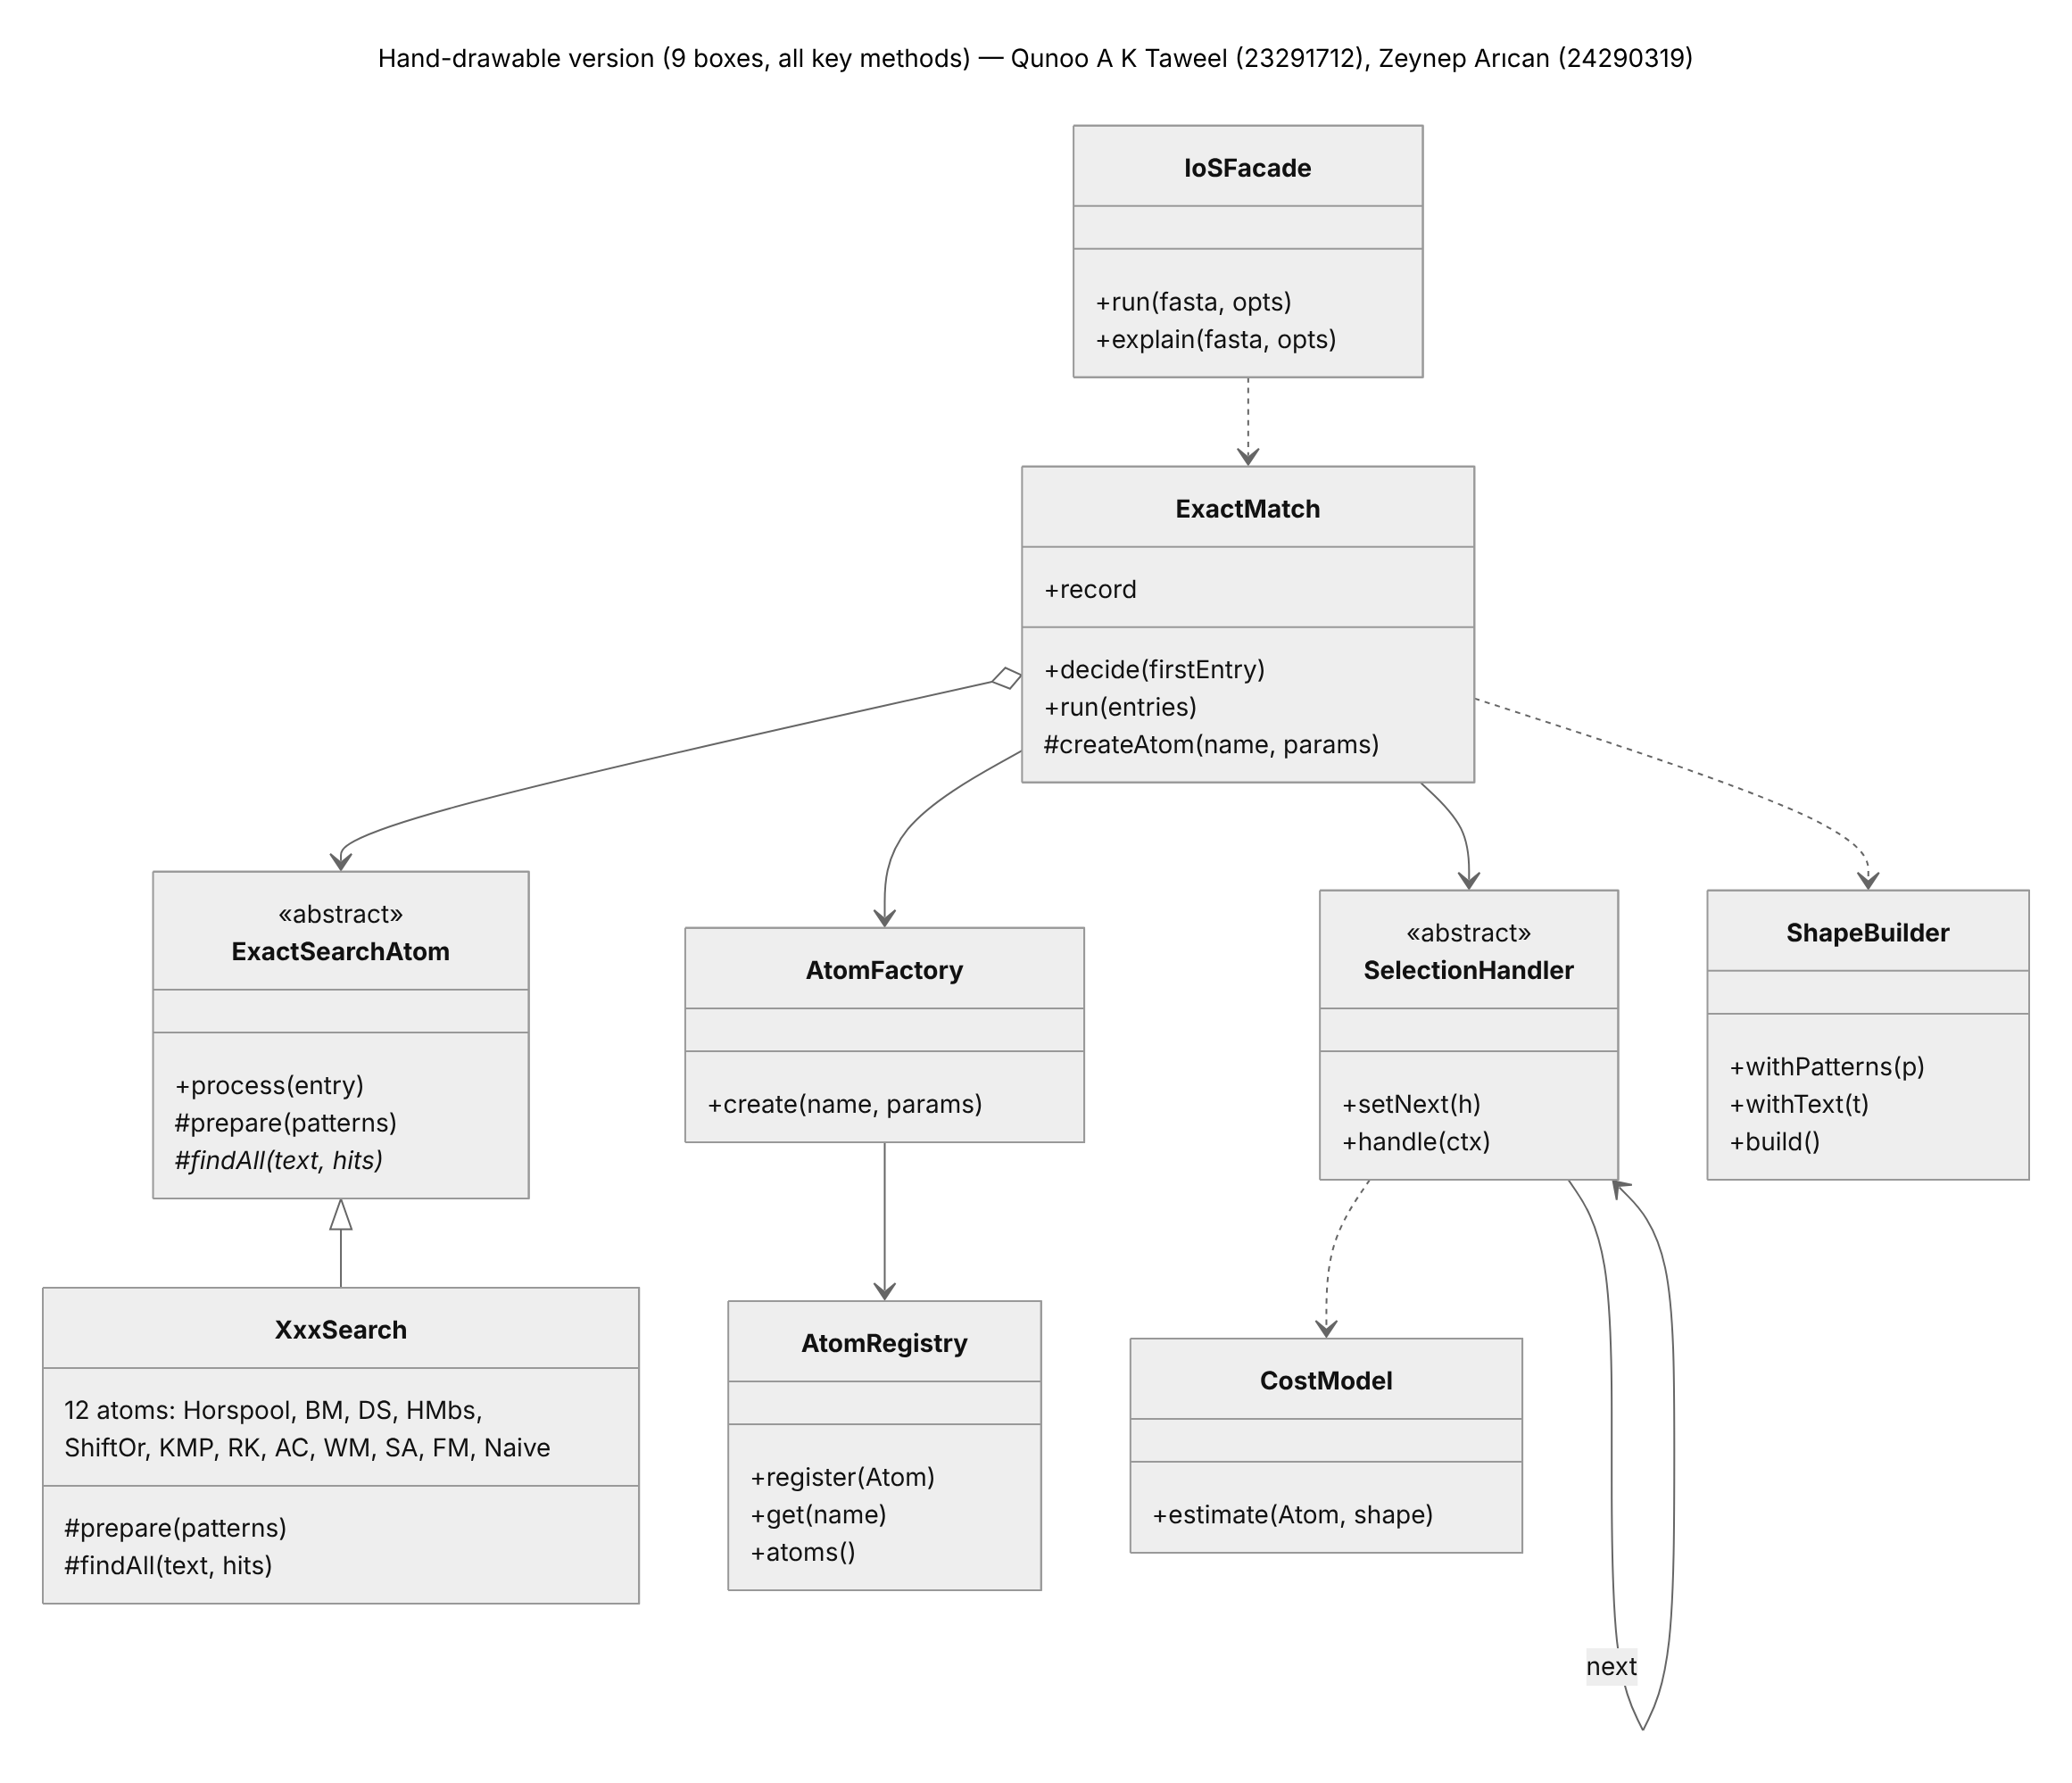 Hand-drawable version (9 boxes, all key methods) — Qunoo A K Taweel (23291712), Zeynep Arıcan (24290319)
IoSFacade
+run(fasta, opts)
+explain(fasta, opts)
ExactMatch
+record
+decide(firstEntry)
+run(entries)
#createAtom(name, params)
«abstract»
ExactSearchAtom
+process(entry)
#prepare(patterns)
#findAll(text, hits)
AtomFactory
+create(name, params)
«abstract»
SelectionHandler
+setNext(h)
+handle(ctx)
ShapeBuilder
+withPatterns(p)
+withText(t)
+build()
XxxSearch
12 atoms: Horspool, BM, DS, HMbs,
ShiftOr, KMP, RK, AC, WM, SA, FM, Naive
#prepare(patterns)
#findAll(text, hits)
AtomRegistry
+register(Atom)
+get(name)
+atoms()
CostModel
+estimate(Atom, shape)
next